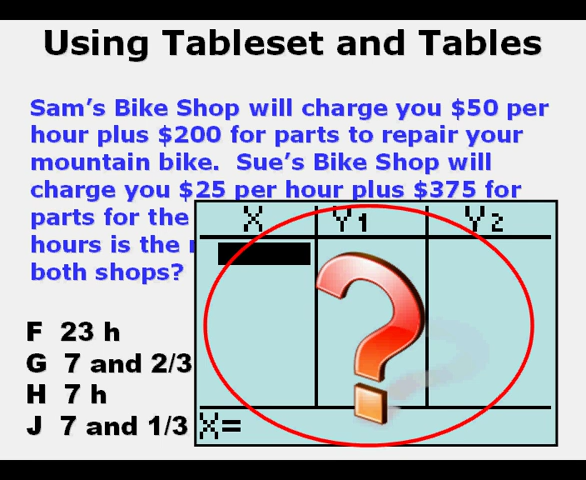 Using Tableset and Tables
Sam's Bike Shop will charge you $50 per
hour plus $200 for parts to repair your
mountain bike. Sue's Bike Shop will
charge you $25 per hour plus $375 for
parts for the
hours is the
both shops?
F 23 h
G 7 and 2/3
H 7 h
J 7 and 1/3
X Y1 Y2
X=